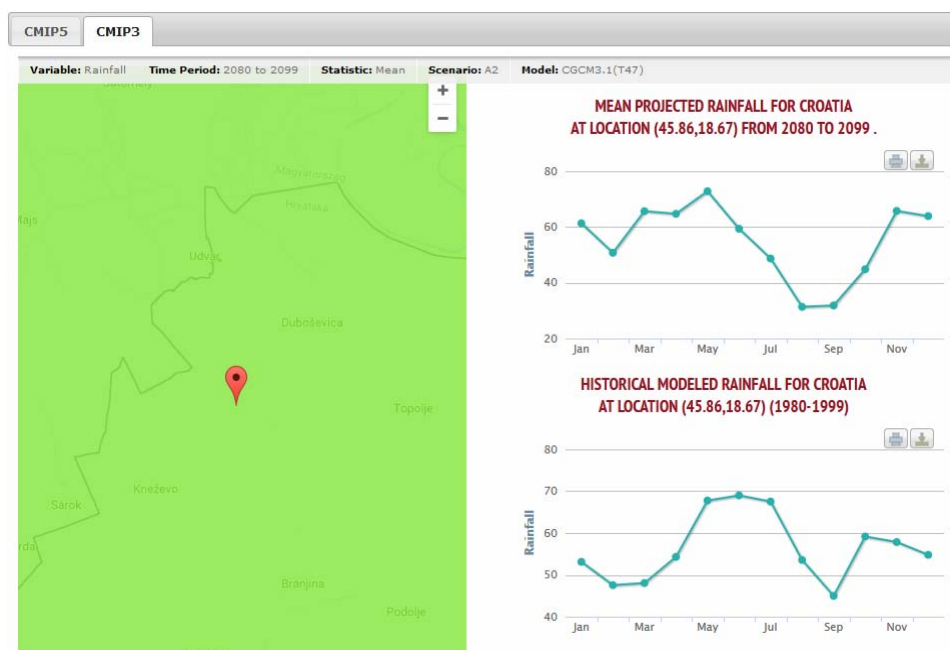 CMIP5 CMIP3
Variable: Rainfall Time Period: 2080 to 2099 Statistic: Mean Scenario: A2 Model: CGCM3.1(T47)
+
−
Magyarország
Hrvatska
Majs
Udvar
Duboševica
Topolje
Kneževo
Sarok
Branjina
Podolje
MEAN PROJECTED RAINFALL FOR CROATIA
AT LOCATION (45.86,18.67) FROM 2080 TO 2099 .
80
60
40
20
Rainfall
Jan Mar May Jul Sep Nov
HISTORICAL MODELED RAINFALL FOR CROATIA
AT LOCATION (45.86,18.67) (1980-1999)
80
70
60
50
40
Rainfall
Jan Mar May Jul Sep Nov